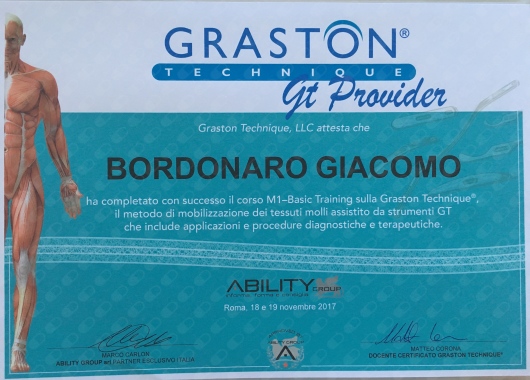 GRASTON®
TECHNIQUE
Gt Provider
Graston Technique, LLC attesta che
BORDONARO GIACOMO
ha completato con successo il corso M1–Basic Training sulla Graston Technique®,
il metodo di mobilizzazione dei tessuti molli assistito da strumenti GT
che include applicazioni e procedure diagnostiche e terapeutiche.
ABILITY GROUP
Roma, 18 e 19 novembre 2017
MARCO CARLON
ABILITY GROUP srl PARTNER ESCLUSIVO ITALIA
ABILITY GROUP
MATTEO CORONA
DOCENTE CERTIFICATO GRASTON TECHNIQUE®